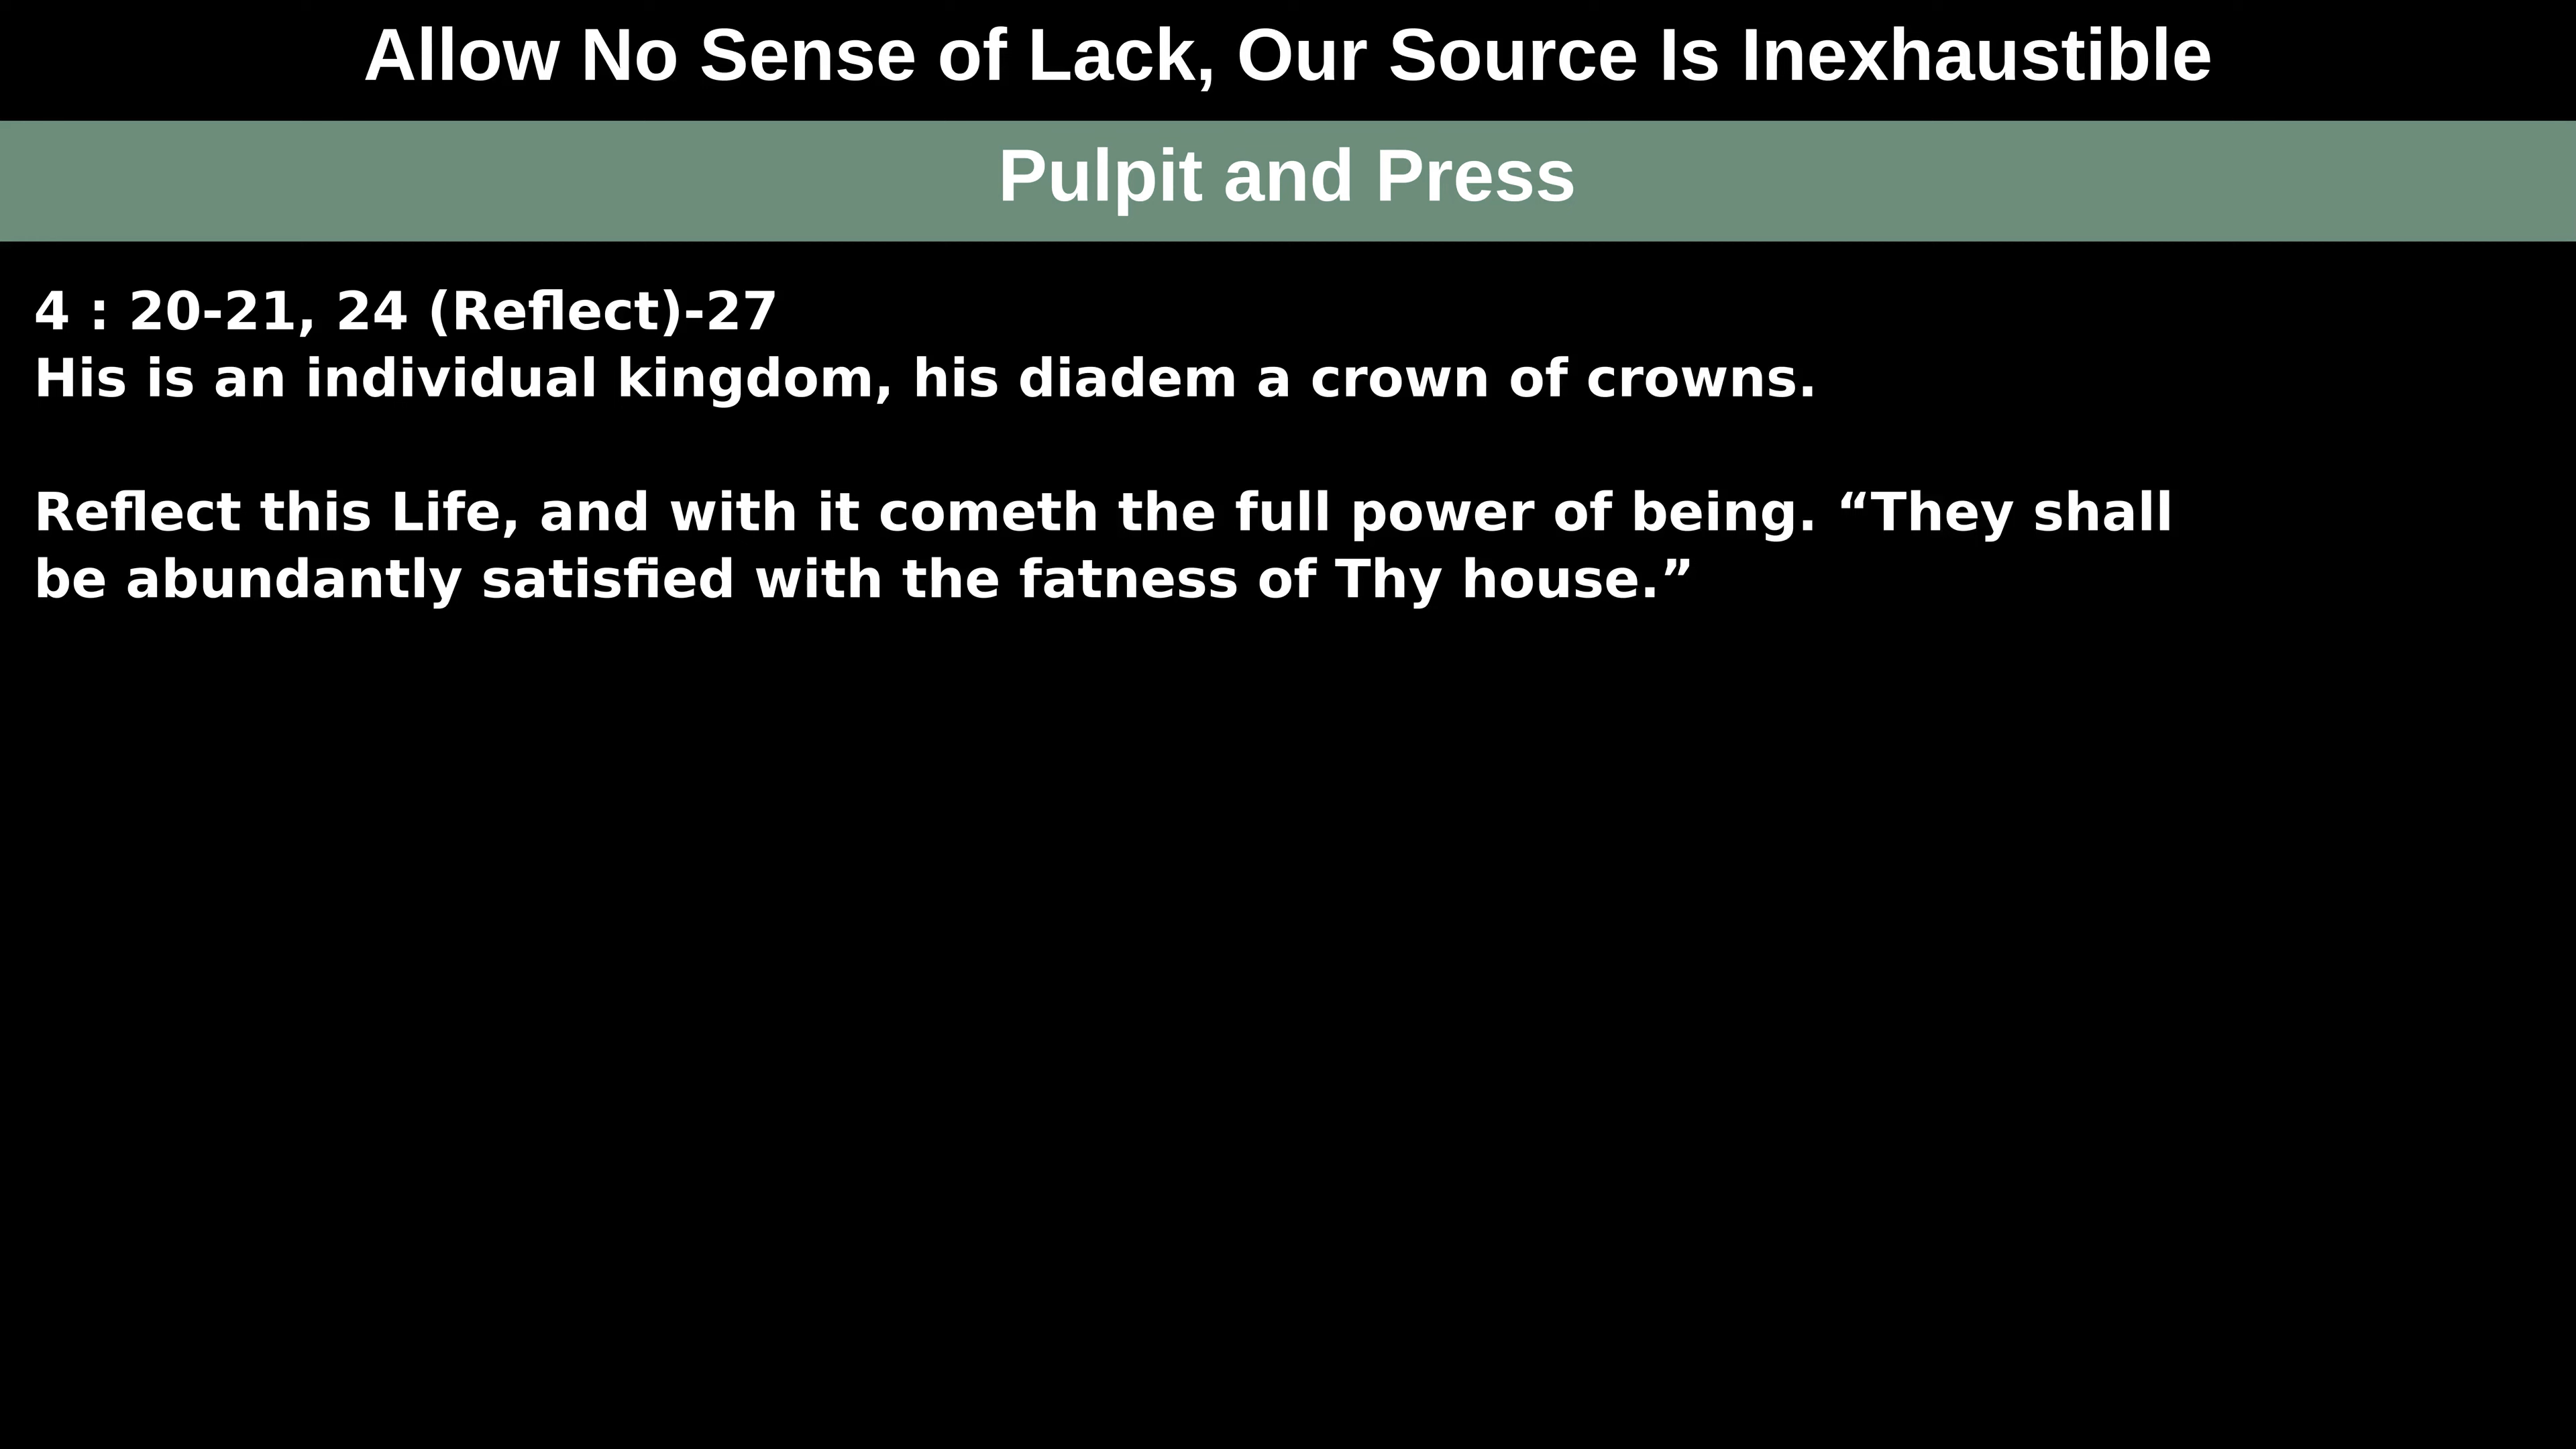 Allow No Sense of Lack, Our Source Is Inexhaustible
Pulpit and Press
4 : 20-21, 24 (Reflect)-27
His is an individual kingdom, his diadem a crown of crowns.
Reflect this Life, and with it cometh the full power of being. “They shall
be abundantly satisfied with the fatness of Thy house.”